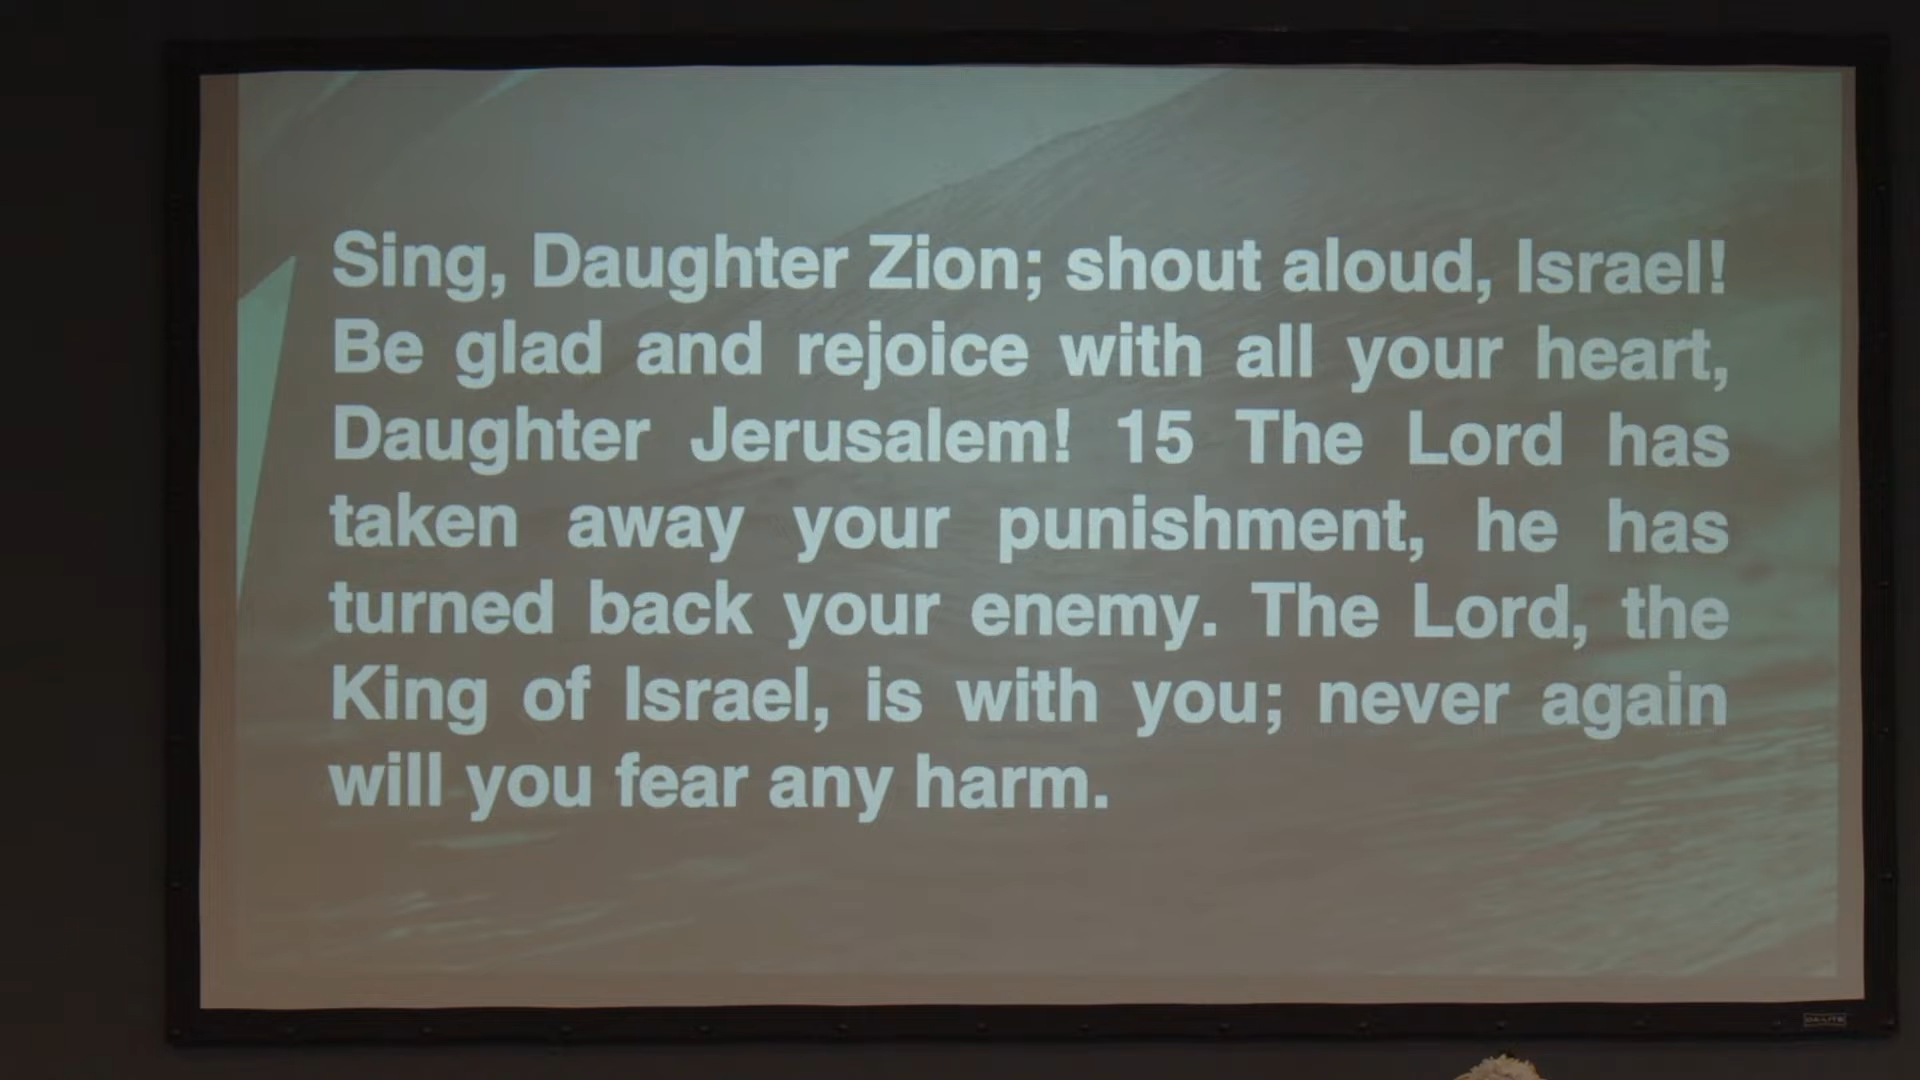 Sing, Daughter Zion; shout aloud, Israel!
Be glad and rejoice with all your heart,
Daughter Jerusalem! 15 The Lord has
taken away your punishment, he has
turned back your enemy. The Lord, the
King of Israel, is with you; never again
will you fear any harm.
DA-LITE